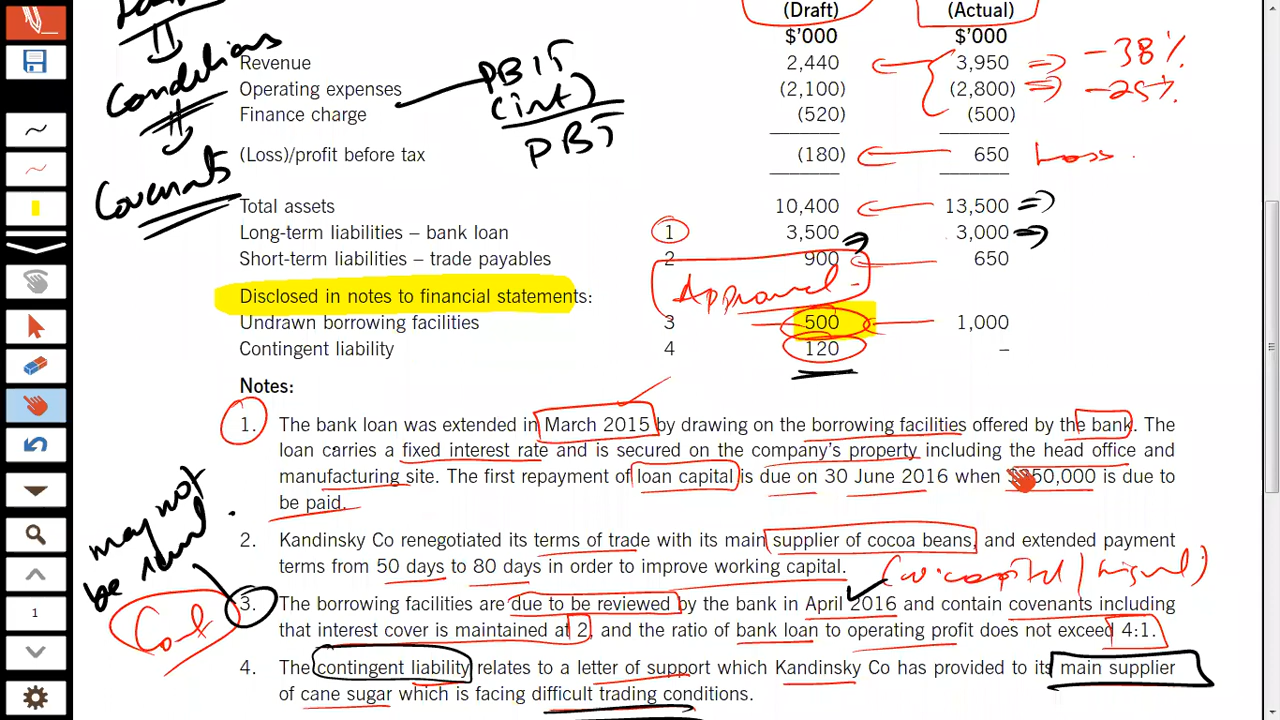 (Draft) (Actual)
$'000 $'000
Conditions
Covenants
PBIT
(int)
PBT
Revenue 2,440 3,950 -38%
Operating expenses (2,100) (2,800) -25%
Finance charge (520) (500)
(Loss)/profit before tax (180) 650 Loss.
Total assets 10,400 13,500
Long-term liabilities – bank loan 1 3,500 3,000
Short-term liabilities – trade payables 2 900 650
Approval
Disclosed in notes to financial statements:
Undrawn borrowing facilities 3 500 1,000
Contingent liability 4 120 –
Notes:
1. The bank loan was extended in March 2015 by drawing on the borrowing facilities offered by the bank. The
loan carries a fixed interest rate and is secured on the company's property including the head office and
manufacturing site. The first repayment of loan capital is due on 30 June 2016 when 50,000 is due to
be paid.
may not
be
2. Kandinsky Co renegotiated its terms of trade with its main supplier of cocoa beans, and extended payment
terms from 50 days to 80 days in order to improve working capital.
3. The borrowing facilities are due to be reviewed by the bank in April 2016 and contain covenants including
that interest cover is maintained at 2, and the ratio of bank loan to operating profit does not exceed 4:1.
4. The contingent liability relates to a letter of support which Kandinsky Co has provided to its main supplier
of cane sugar which is facing difficult trading conditions.
1